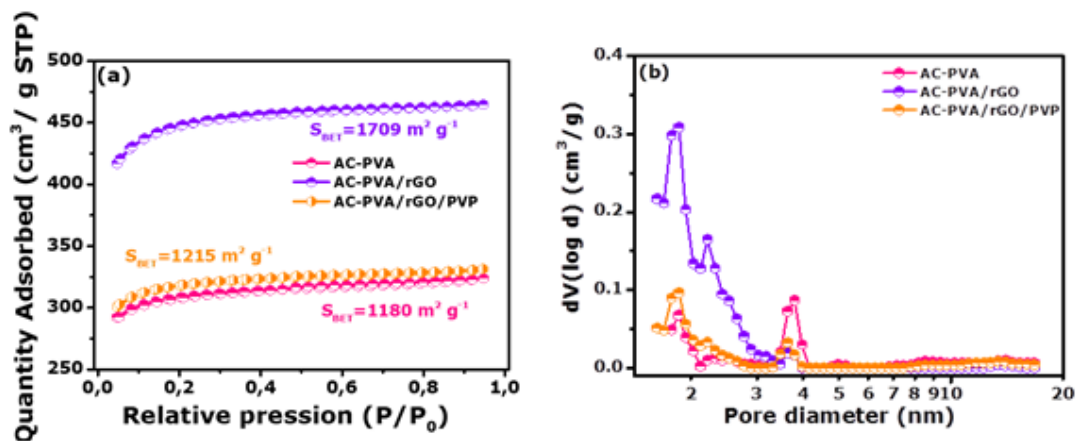 (a)
Quantity Adsorbed (cm³/ g STP)
500
450
400
350
300
250
S_BET=1709 m² g⁻¹
AC-PVA
AC-PVA/rGO
AC-PVA/rGO/PVP
S_BET=1215 m² g⁻¹
S_BET=1180 m² g⁻¹
0,0 0,2 0,4 0,6 0,8 1,0
Relative pression (P/P₀)
(b)
dV(log d) (cm³/g)
0.4
0.3
0.2
0.1
0.0
AC-PVA
AC-PVA/rGO
AC-PVA/rGO/PVP
2 3 4 5 6 7 8 910 20
Pore diameter (nm)